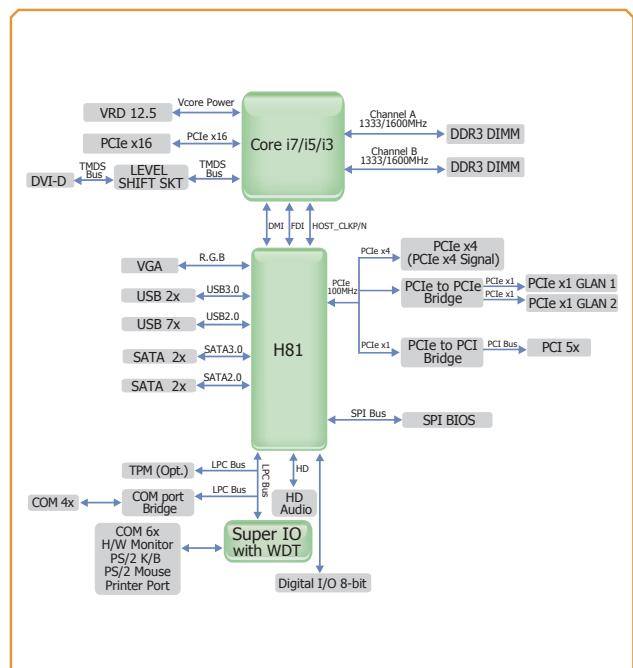 Vcore Power
VRD 12.5
PCIe x16
PCIe x16
TMDS
Bus
DVI-D
LEVEL
SHIFT SKT
TMDS
Bus
Core i7/i5/i3
Channel A
1333/1600MHz
DDR3 DIMM
Channel B
1333/1600MHz
DDR3 DIMM
DMI
FDI
HOST_CLKP/N
VGA
R.G.B
USB 2x
USB3.0
USB 7x
USB2.0
SATA 2x
SATA3.0
SATA 2x
SATA2.0
H81
PCIe
100MHz
PCIe x4
PCIe x4
(PCIe x4 Signal)
PCIe to PCIe
Bridge
PCIe x1
PCIe x1 GLAN 1
PCIe x1
PCIe x1 GLAN 2
PCIe x1
PCIe to PCI
Bridge
PCI Bus
PCI 5x
SPI Bus
SPI BIOS
TPM (Opt.)
LPC Bus
COM 4x
COM port
Bridge
LPC Bus
LPC Bus
HD
HD
Audio
COM 6x
H/W Monitor
PS/2 K/B
PS/2 Mouse
Printer Port
Super IO
with WDT
Digital I/O 8-bit